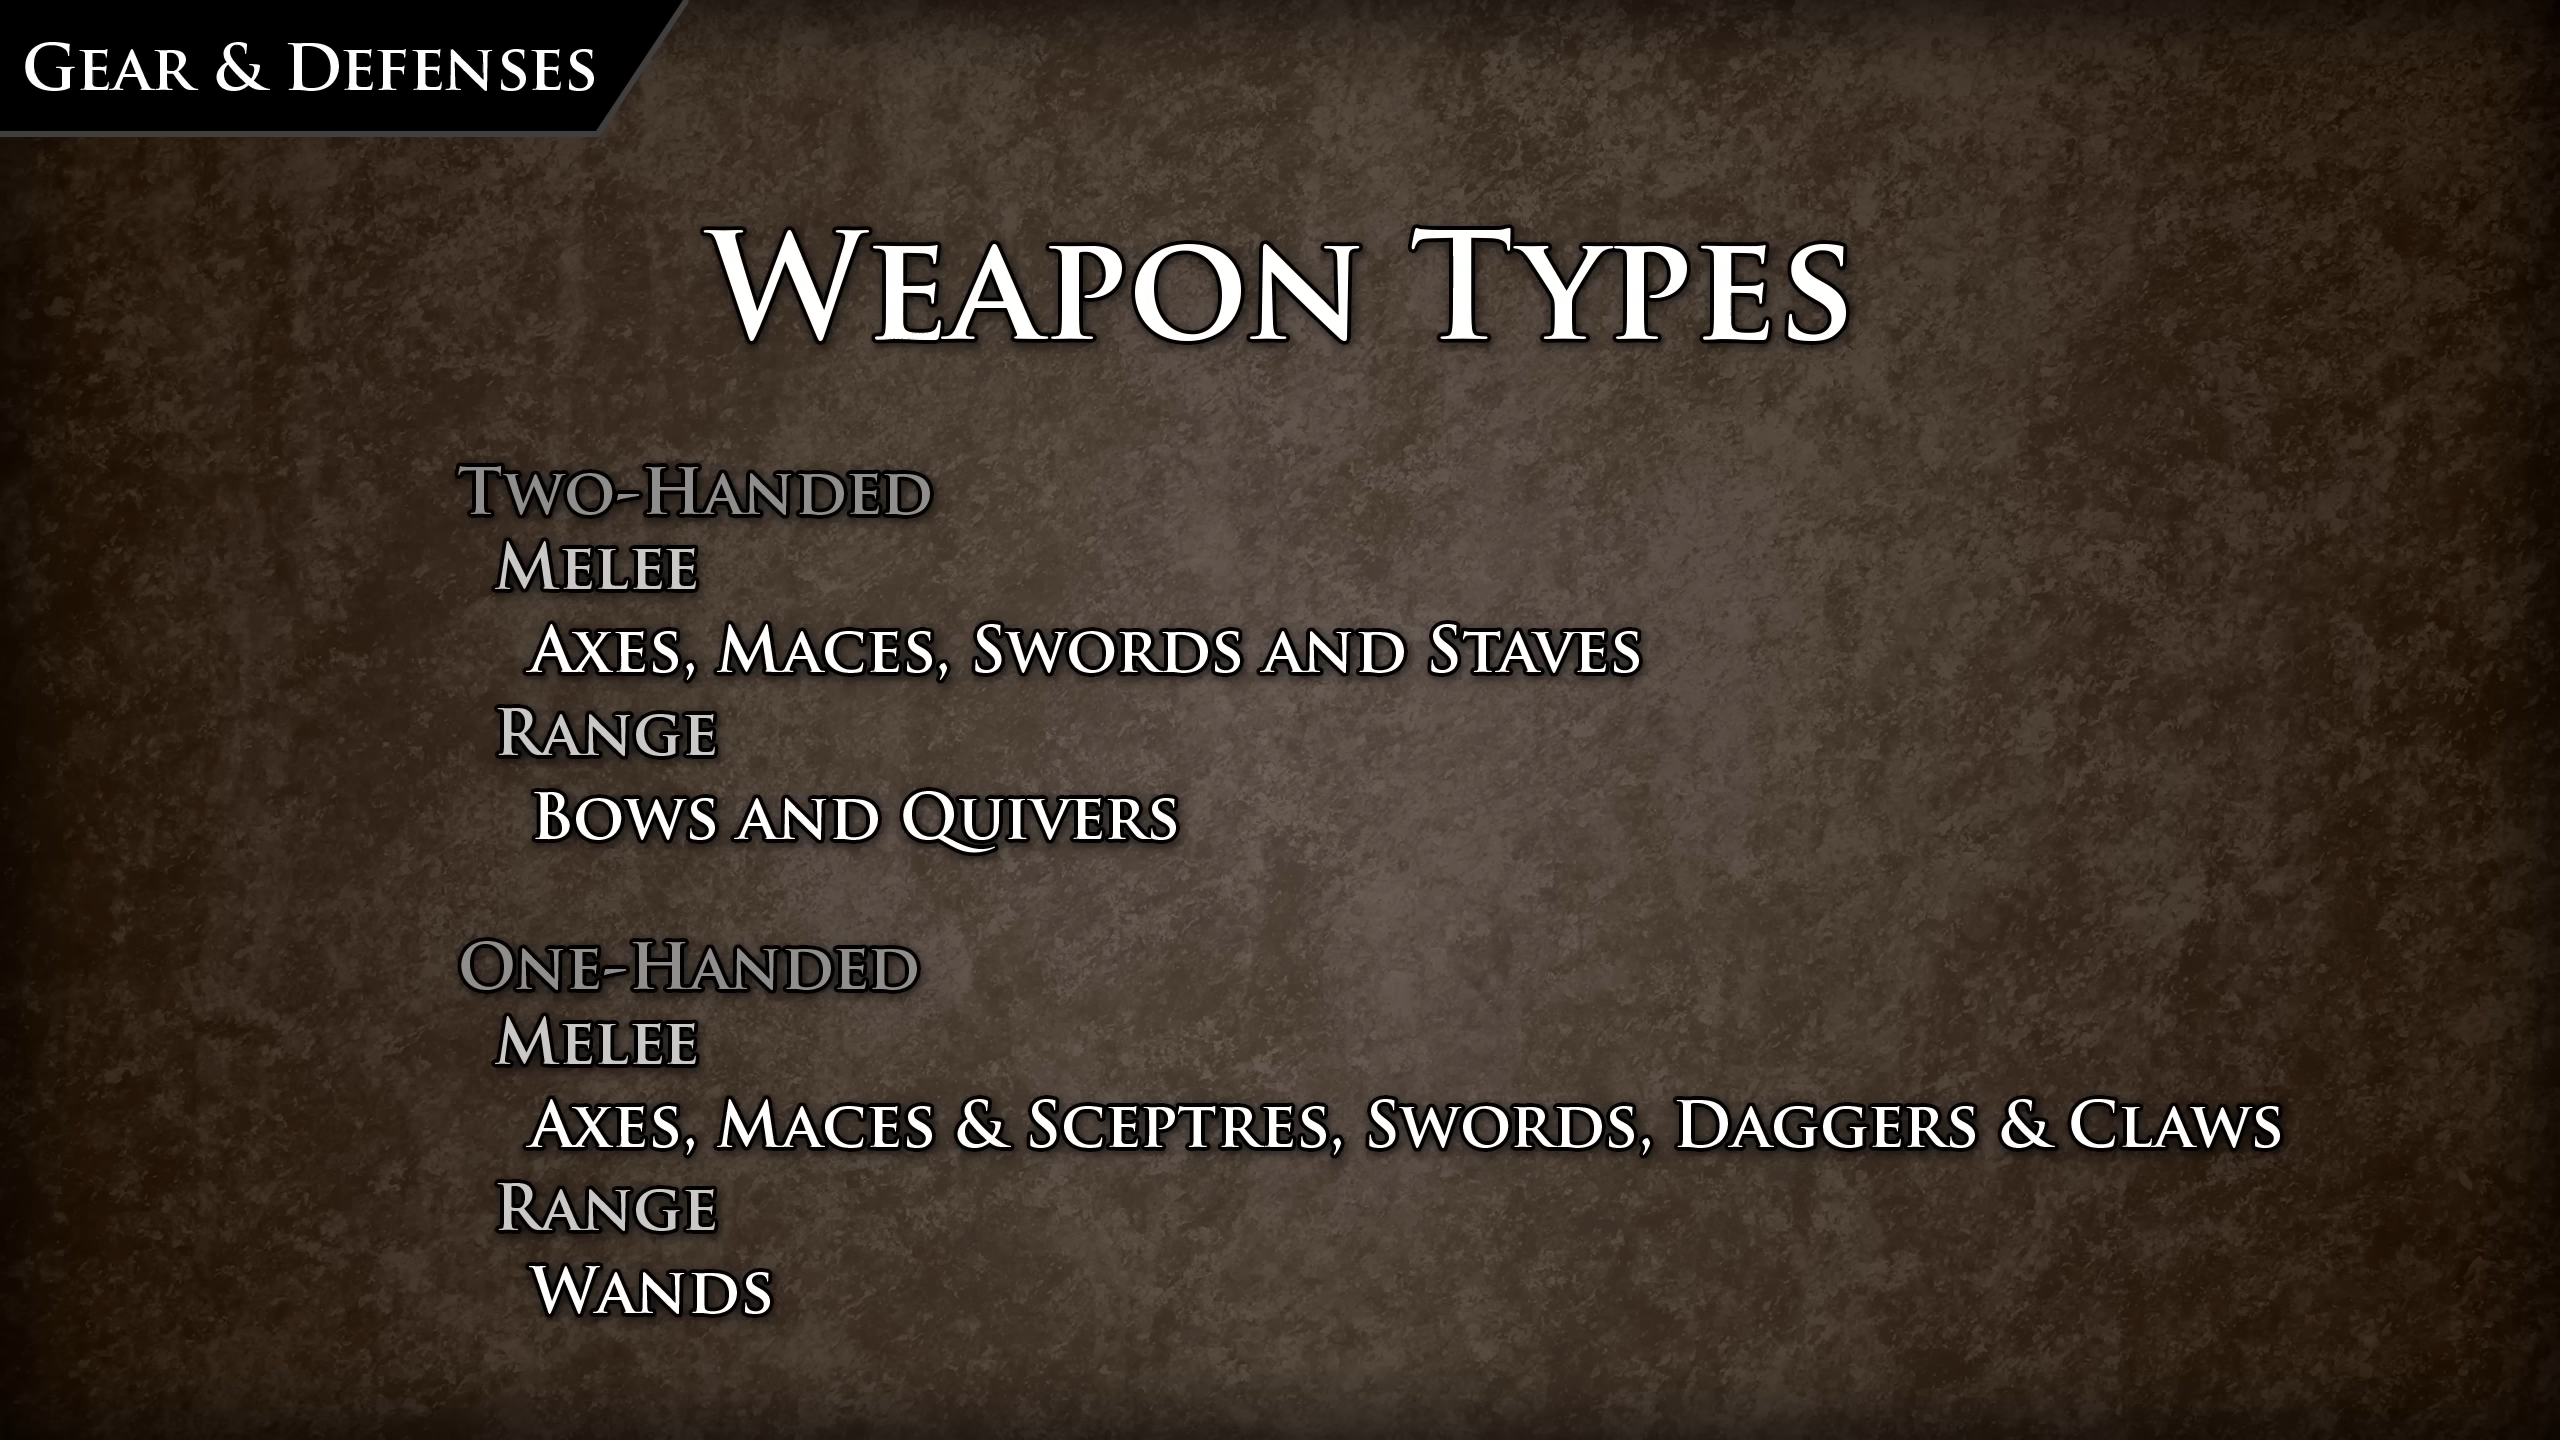 Gear & Defenses
Weapon Types
Two-Handed
Melee
Axes, Maces, Swords and Staves
Range
Bows and Quivers
One-Handed
Melee
Axes, Maces & Sceptres, Swords, Daggers & Claws
Range
Wands